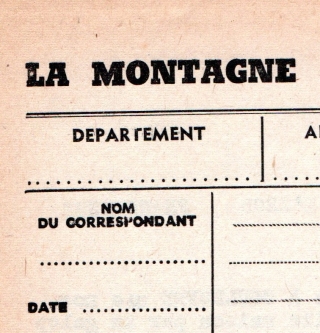 LA MONTAGNE
DEPARTEMENT
NOM
DU CORRESPONDANT
DATE